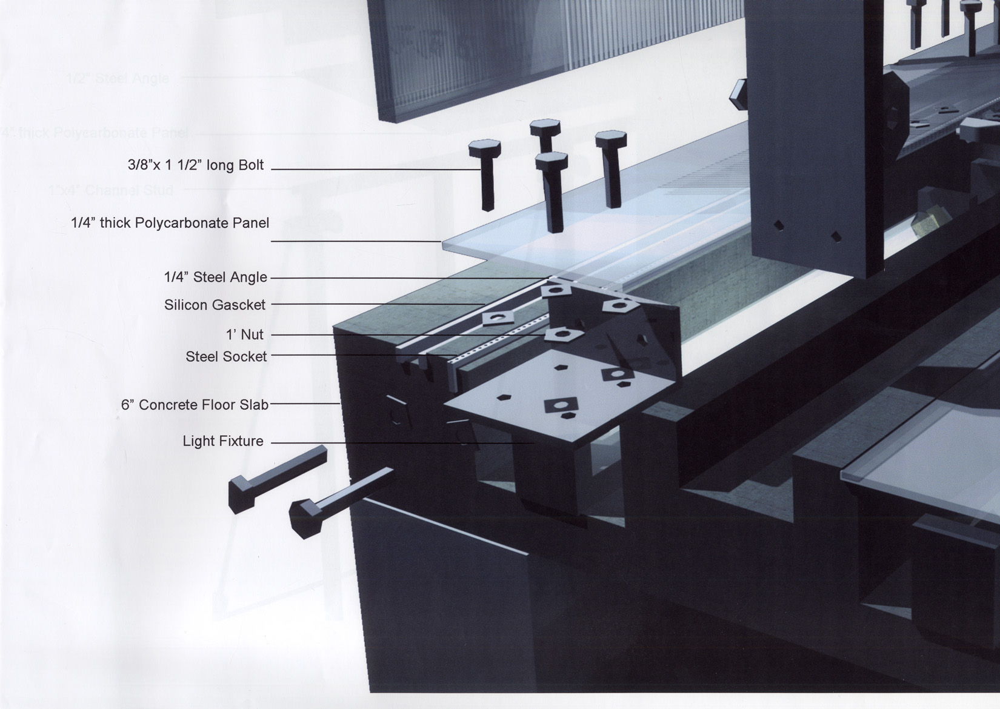 1/2” Steel Angle
/4” thick Polycarbonate Panel
3/8”x 1 1/2” long Bolt
1”x4” Channel Stud
1/4” thick Polycarbonate Panel
1/4” Steel Angle
Silicon Gascket
1’ Nut
Steel Socket
6” Concrete Floor Slab
Light Fixture